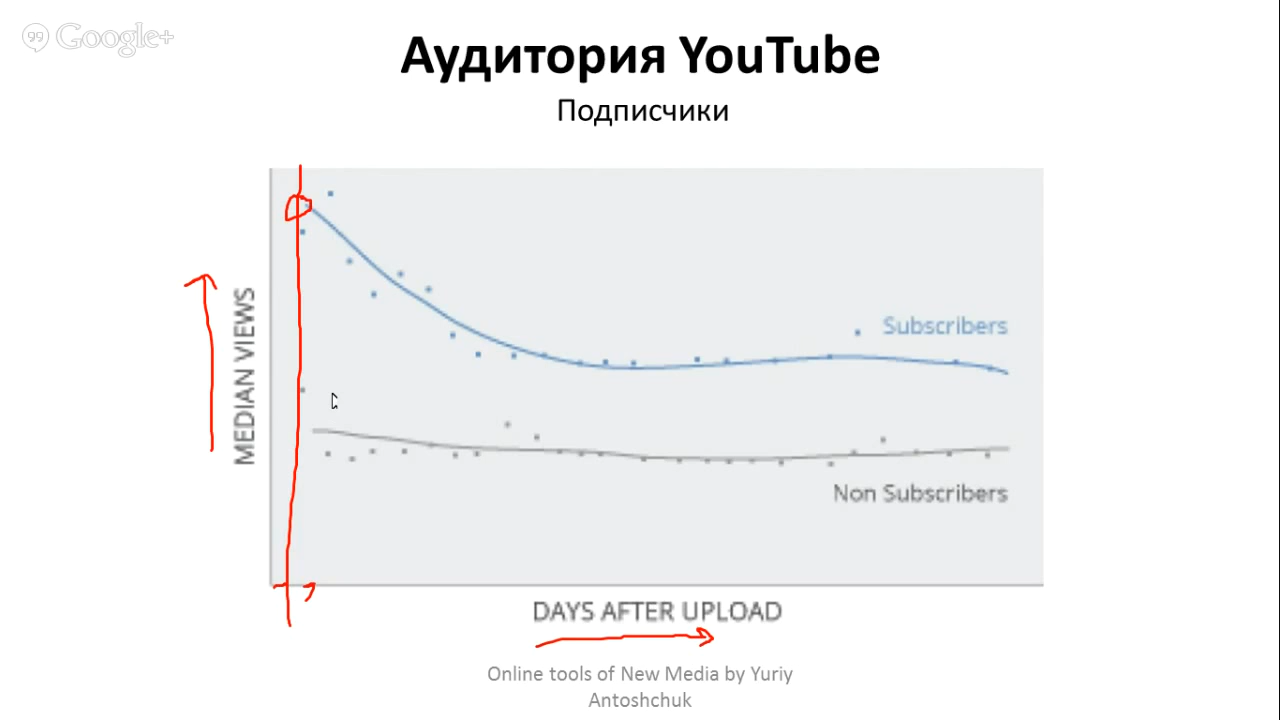 Google+
Аудитория YouTube
Подписчики
MEDIAN VIEWS
Subscribers
Non Subscribers
DAYS AFTER UPLOAD
Online tools of New Media by Yuriy
Antoshchuk